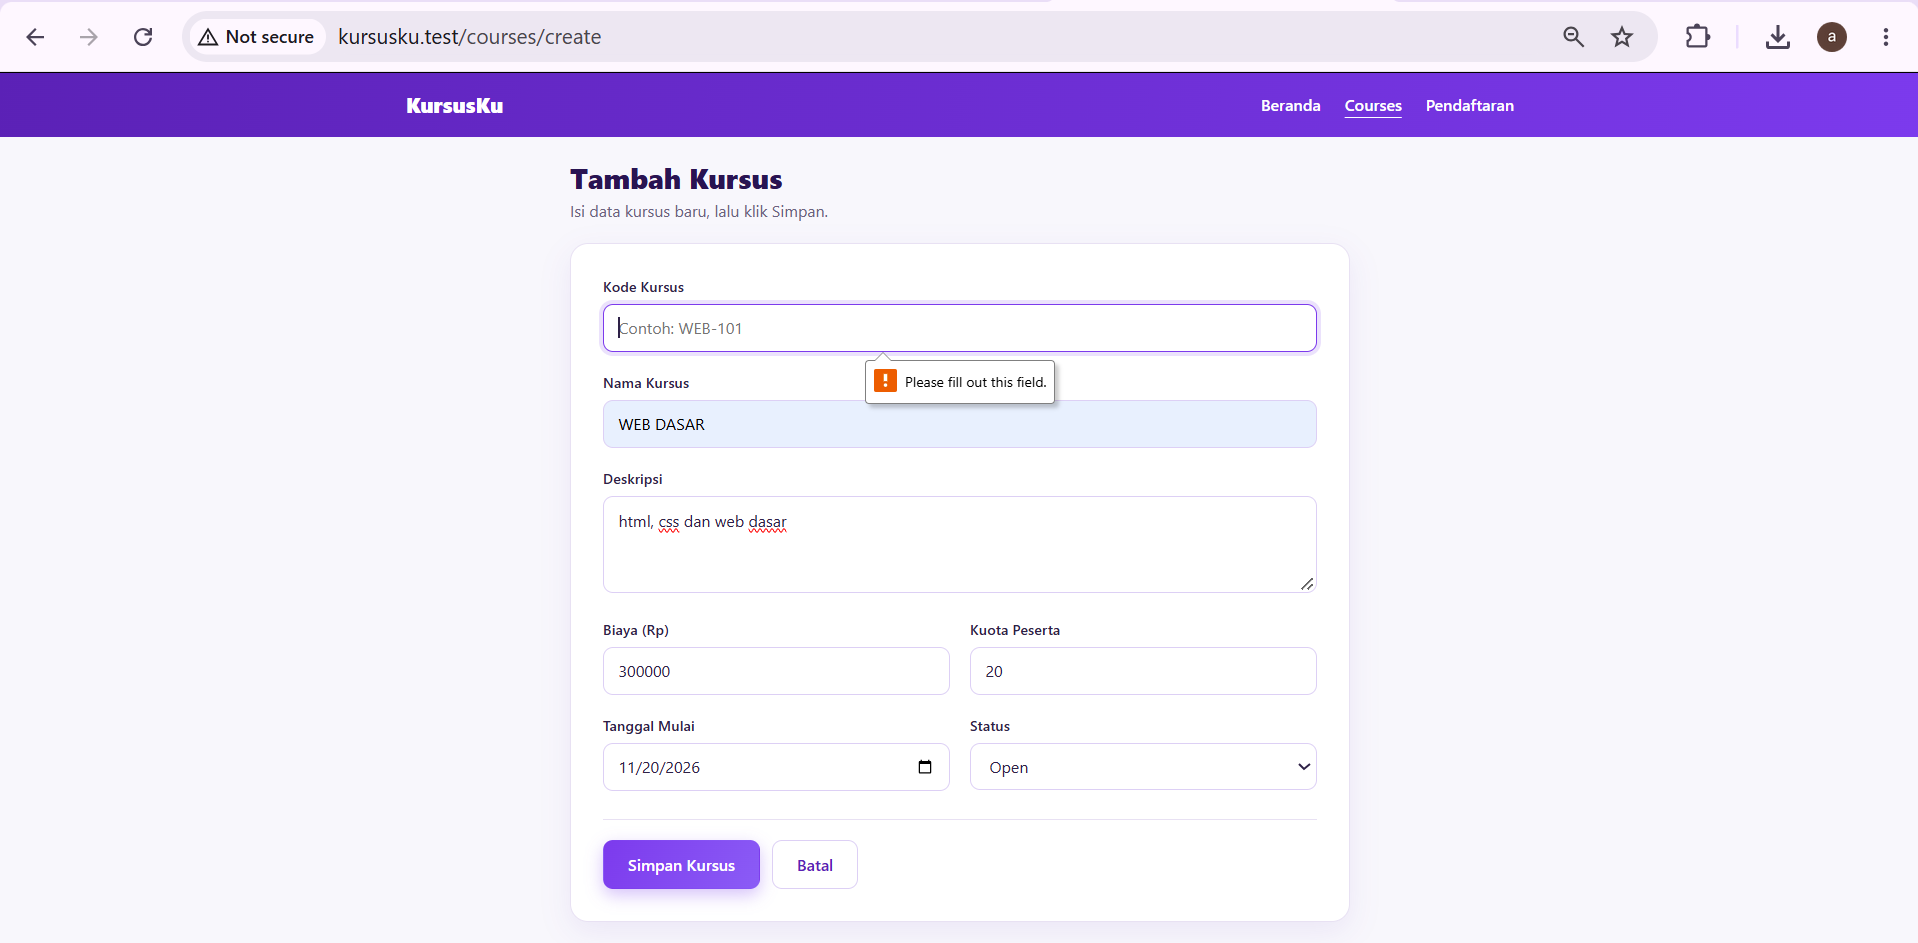 Not secure
kursusku.test/courses/create
a
KursusKu
Beranda
Courses
Pendaftaran
Tambah Kursus
Isi data kursus baru, lalu klik Simpan.
Kode Kursus
Contoh: WEB-101
Please fill out this field.
Nama Kursus
WEB DASAR
Deskripsi
html, css dan web dasar
Biaya (Rp)
Kuota Peserta
300000
20
Tanggal Mulai
Status
11/20/2026
Open
Simpan Kursus
Batal